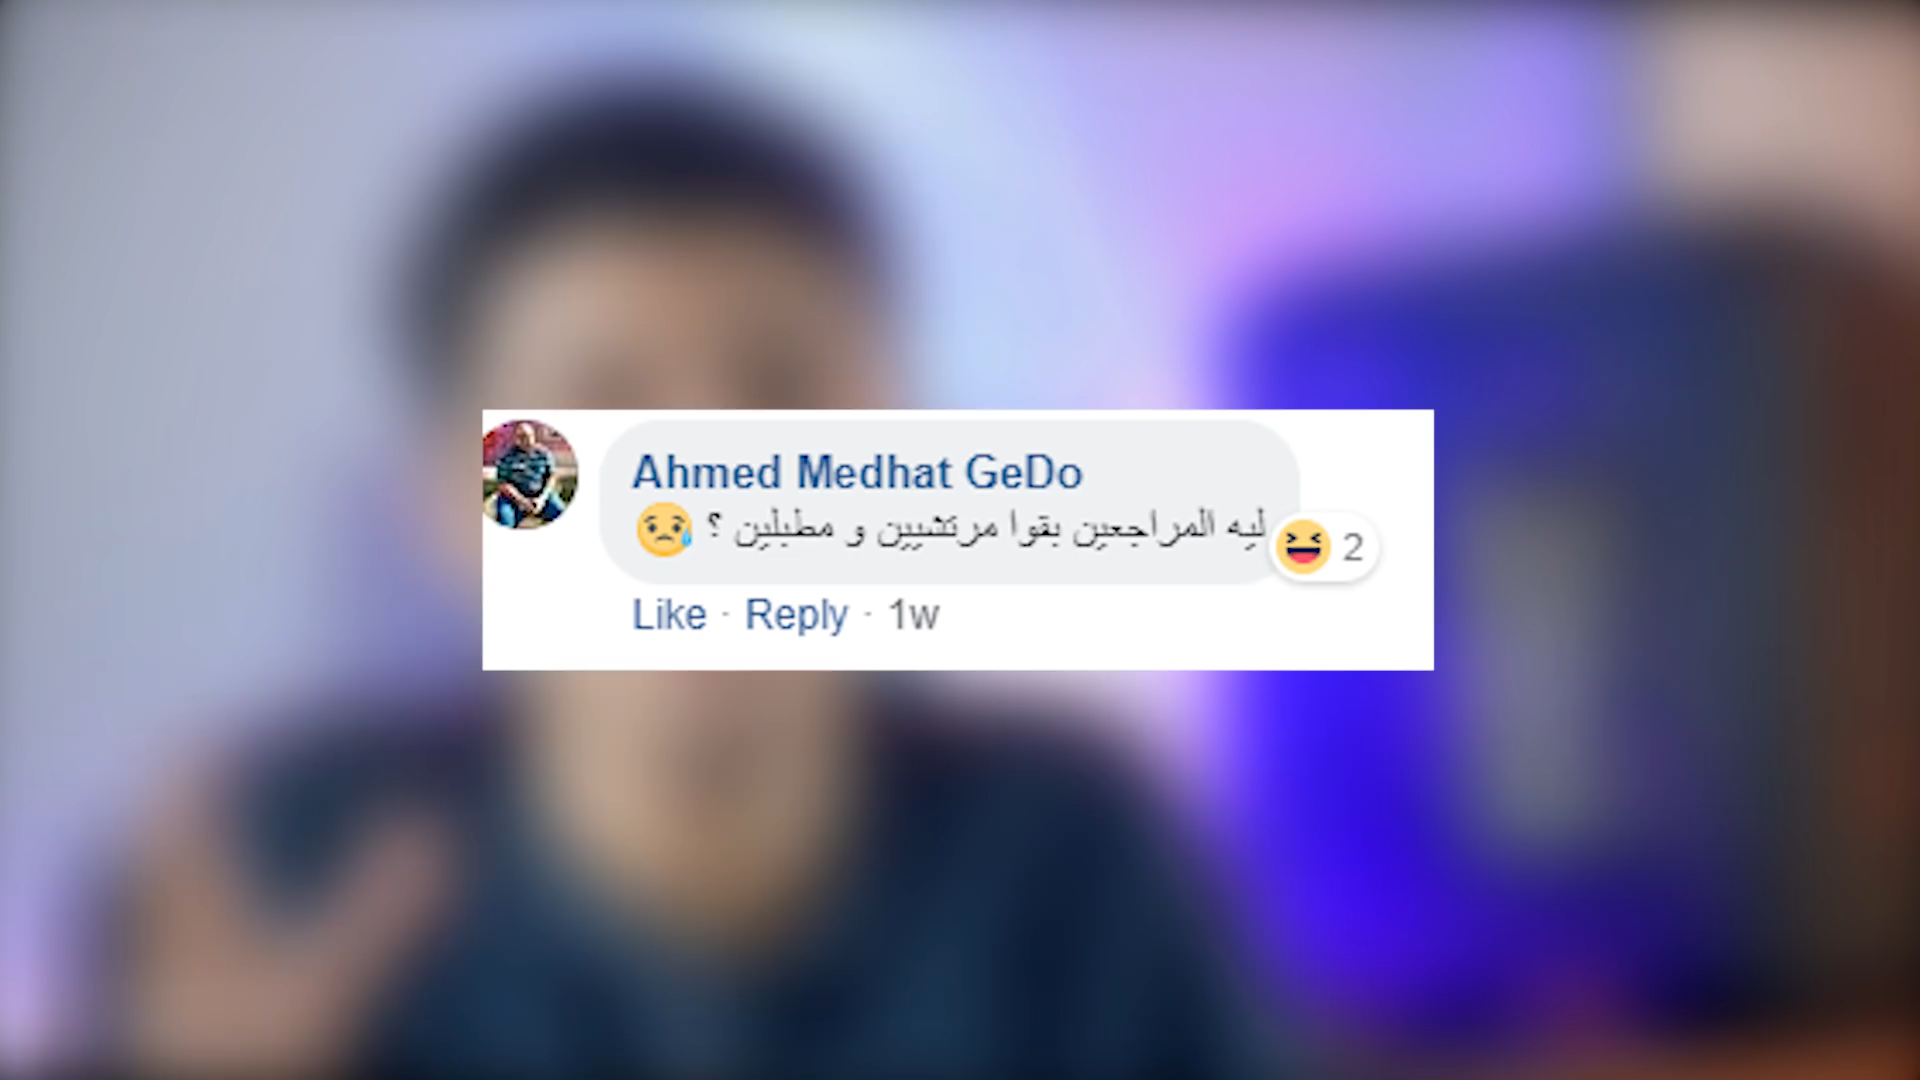 Ahmed Medhat GeDo
ليه المراجعين بقوا مرتشيين و مطبلين ؟ 😢
😆 2
Like · Reply · 1w